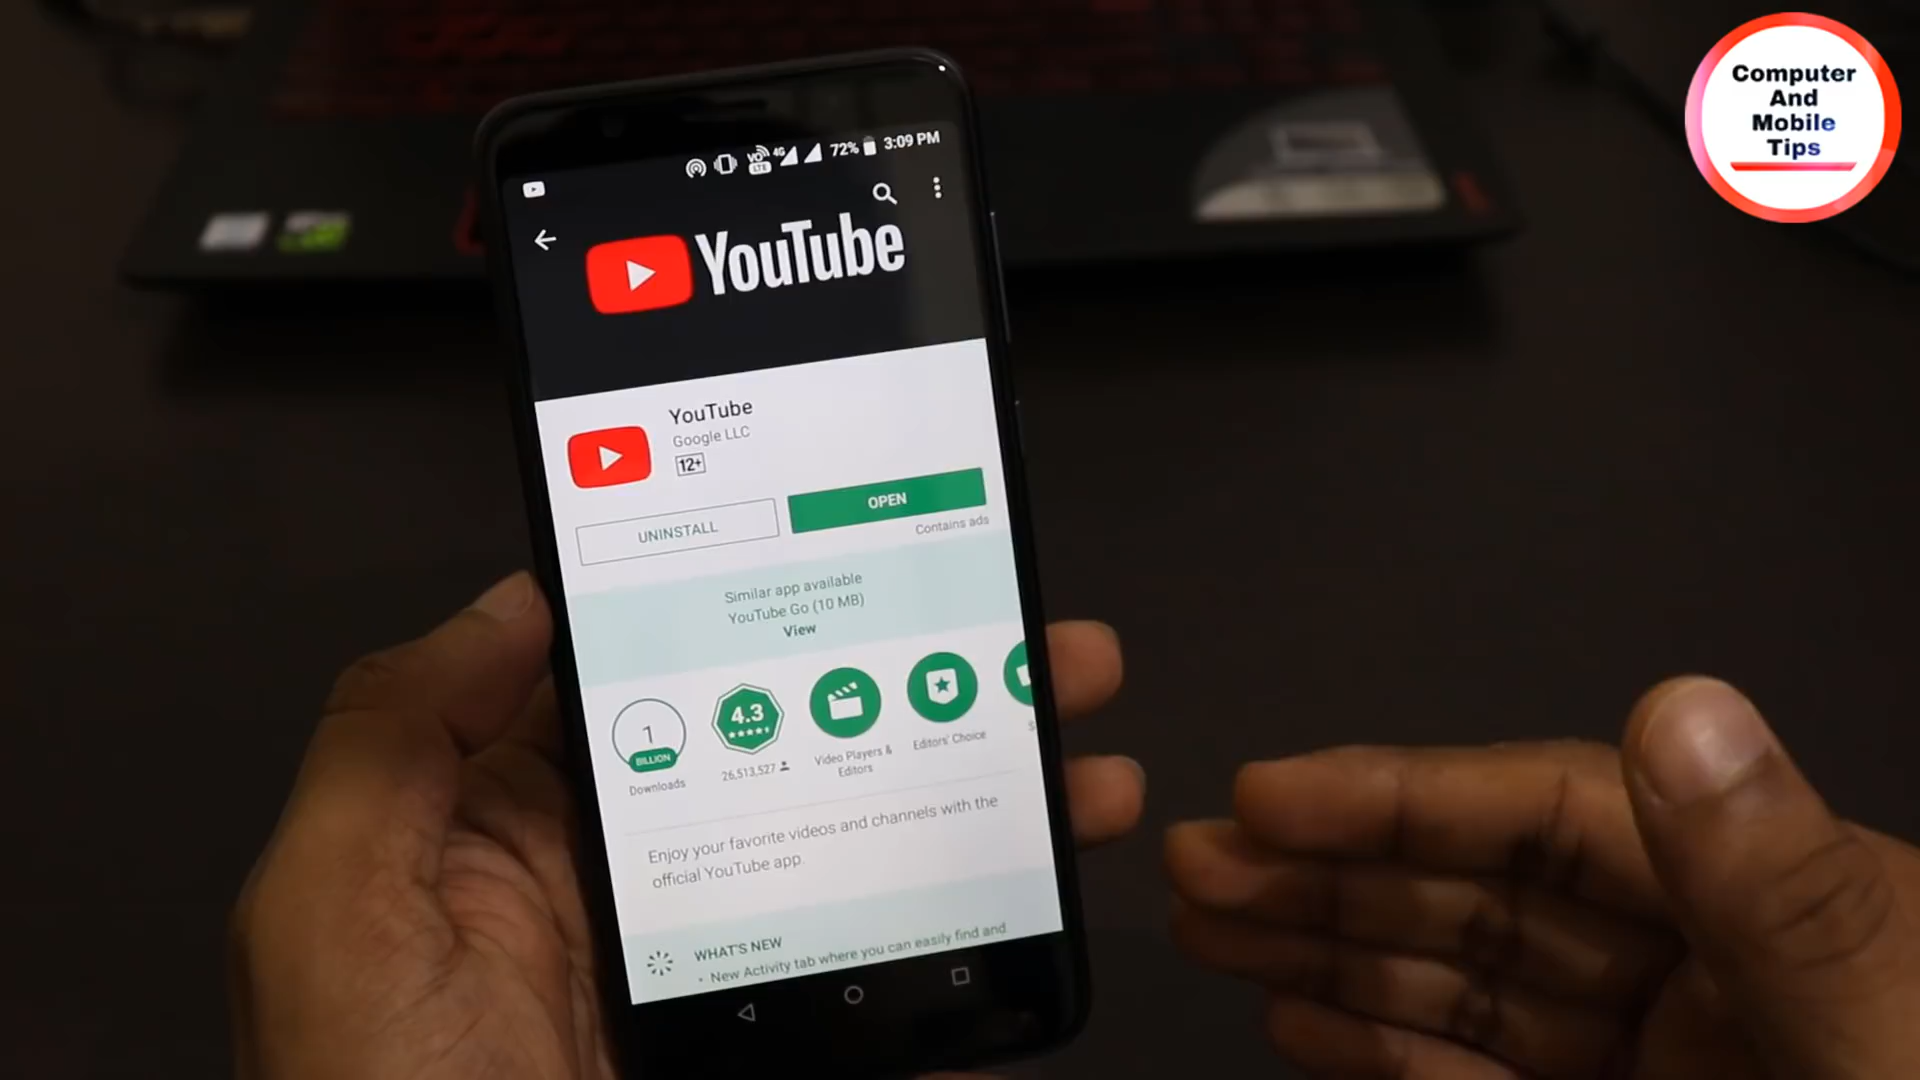 Computer
And
Mobile
Tips
VO
LTE
4G
72%
3:09 PM
YouTube
YouTube
Google LLC
12+
UNINSTALL
OPEN
Contains ads
Similar app available
YouTube Go (10 MB)
View
1
BILLION
Downloads
4.3
26,513,527
Video Players &
Editors
Editors' Choice
Enjoy your favorite videos and channels with the
official YouTube app.
WHAT'S NEW
• New Activity tab where you can easily find and